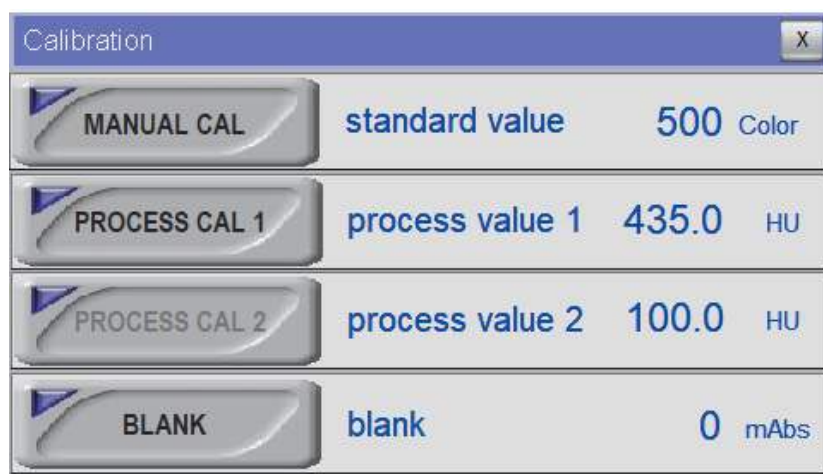 Calibration X
MANUAL CAL standard value 500 Color
PROCESS CAL 1 process value 1 435.0 HU
PROCESS CAL 2 process value 2 100.0 HU
BLANK blank 0 mAbs